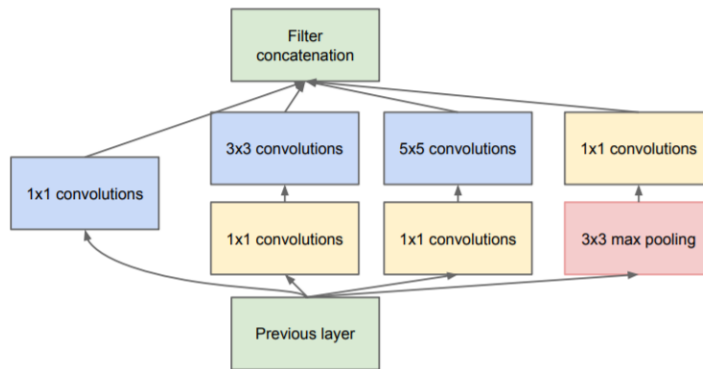 Filter
concatenation
3x3 convolutions
5x5 convolutions
1x1 convolutions
1x1 convolutions
1x1 convolutions
1x1 convolutions
3x3 max pooling
Previous layer